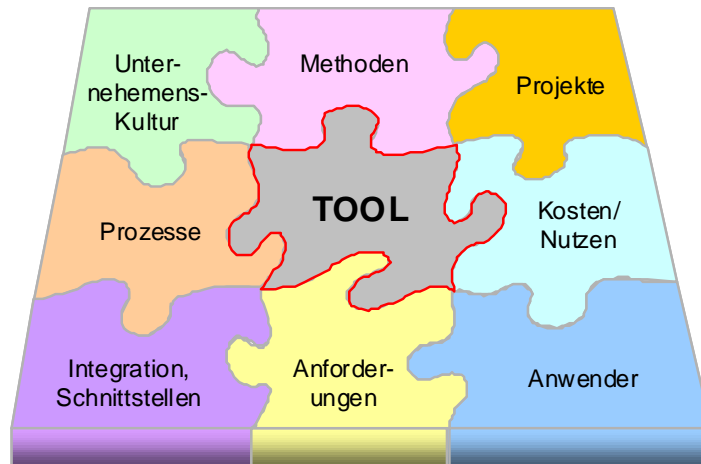 Unter-
nehemens-
Kultur
Methoden
Projekte
Prozesse
TOOL
Kosten/
Nutzen
Integration,
Schnittstellen
Anforder-
ungen
Anwender